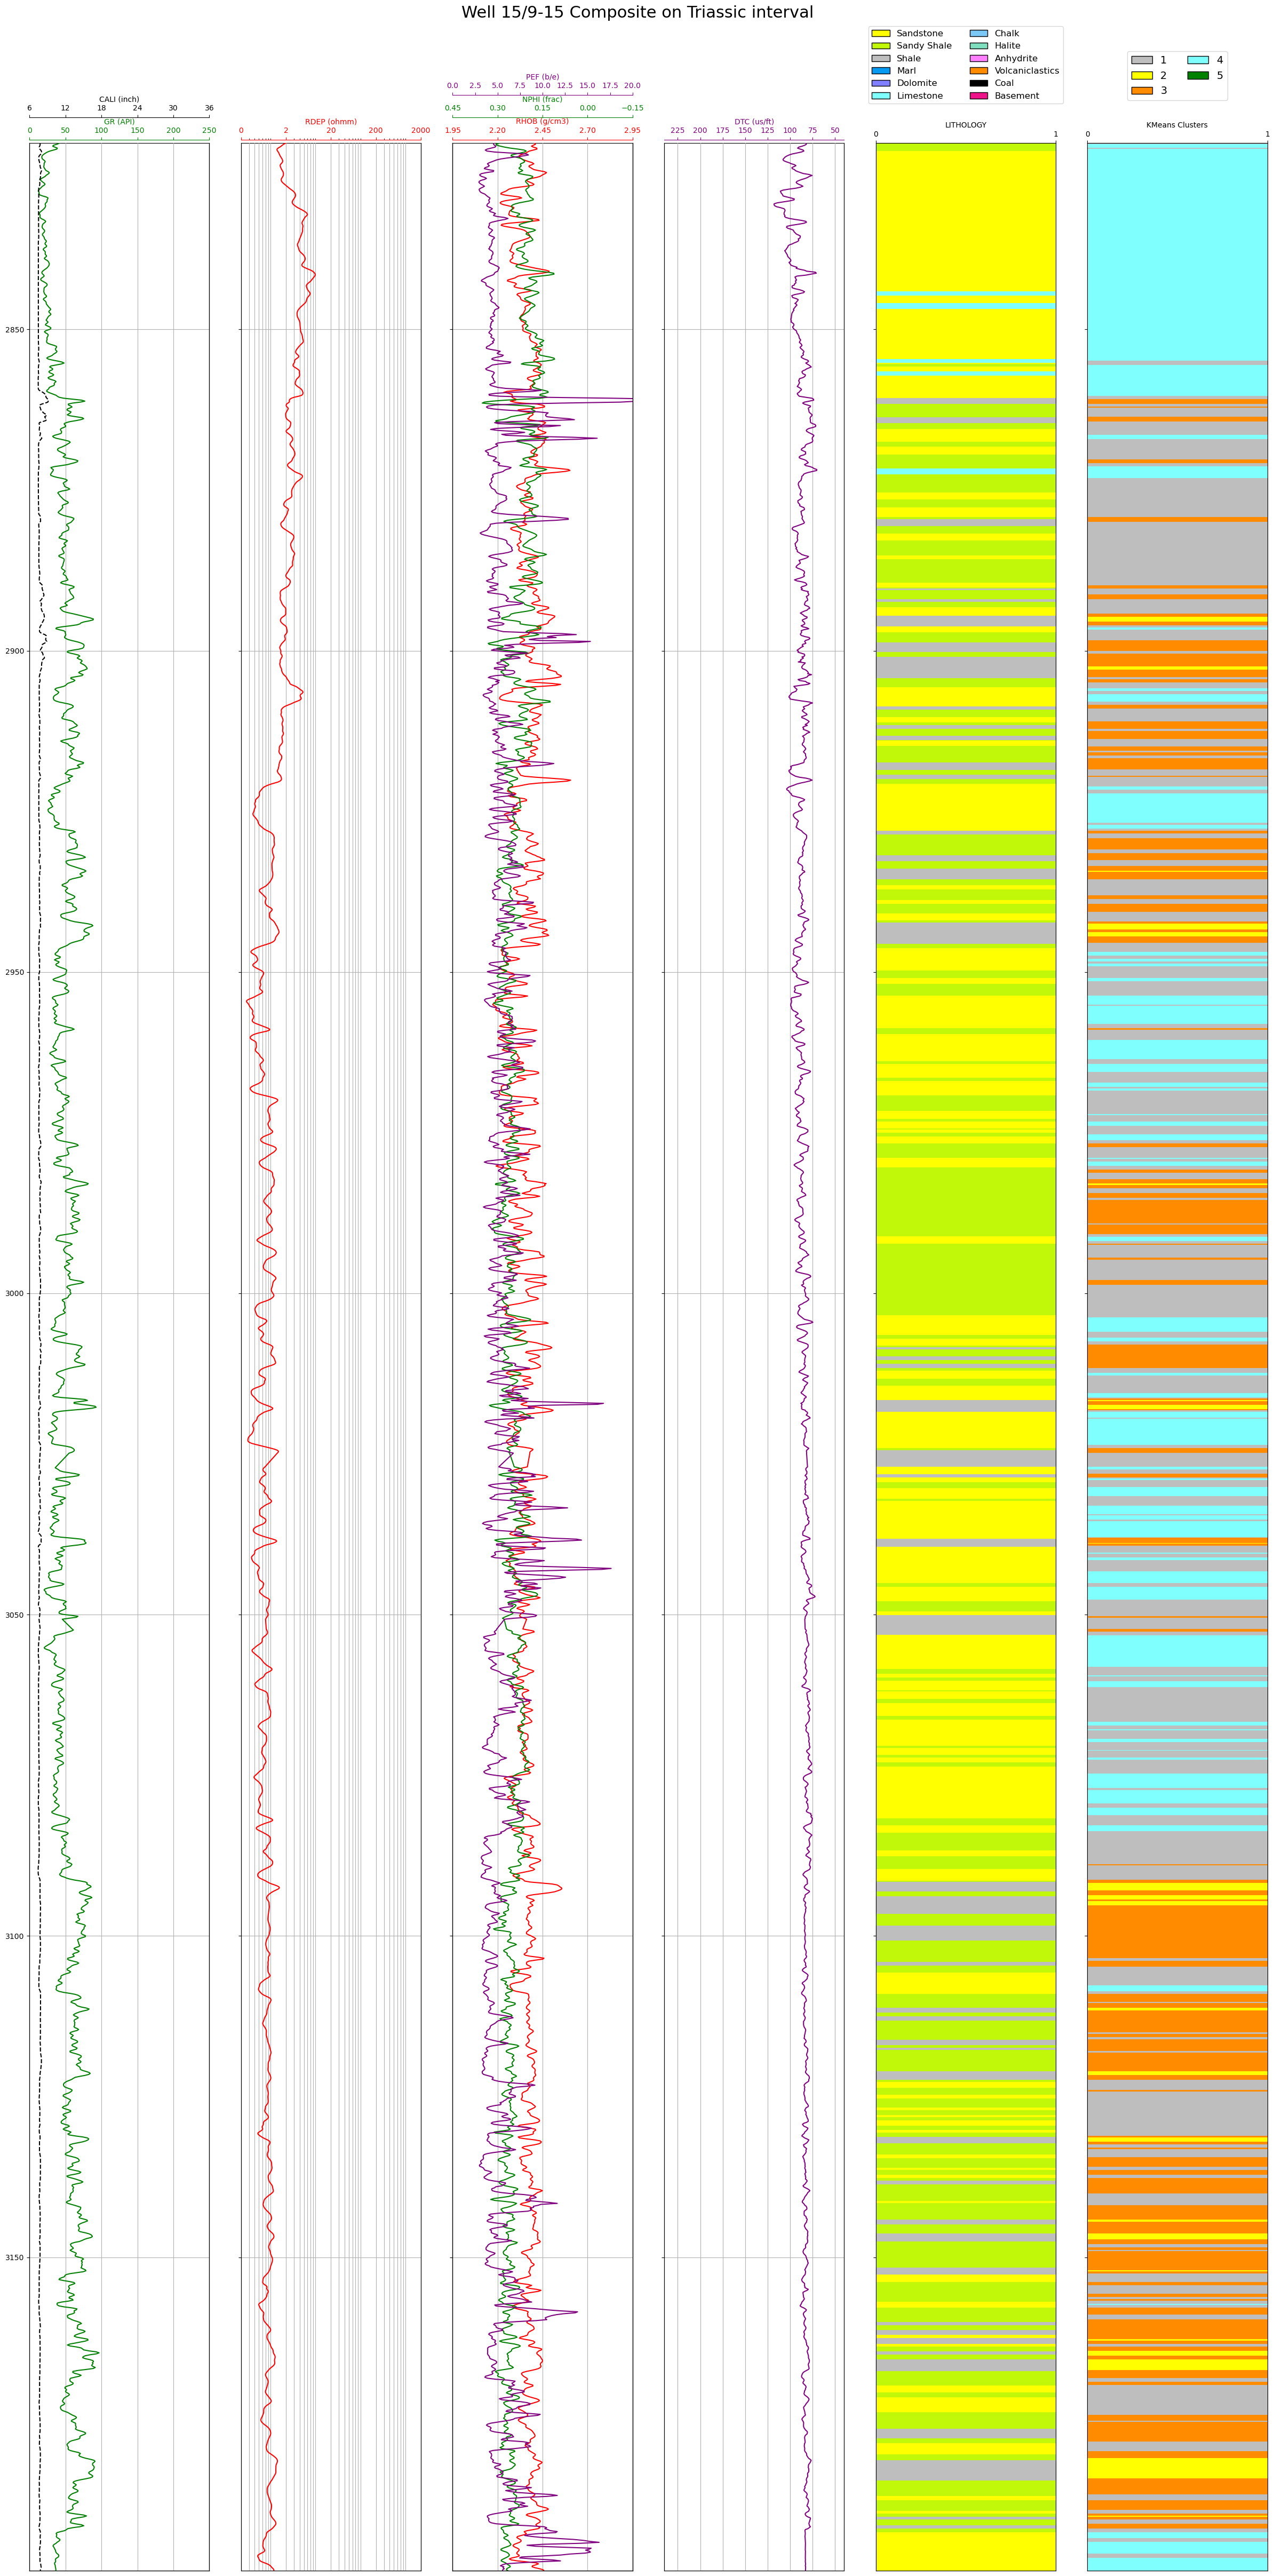 Well 15/9-15 Composite on Triassic interval
Sandstone Chalk
Sandy Shale Halite
Shale Anhydrite
Marl Volcaniclastics
Dolomite Coal
Limestone Basement
1 4
2 5
3
PEF (b/e)
0.0 2.5 5.0 7.5 10.0 12.5 15.0 17.5 20.0
CALI (inch) NPHI (frac)
6 12 18 24 30 36 0.45 0.30 0.15 0.00 −0.15
GR (API) RDEP (ohmm) RHOB (g/cm3) DTC (us/ft) LITHOLOGY KMeans Clusters
0 50 100 150 200 250 0 2 20 200 2000 1.95 2.20 2.45 2.70 2.95 225 200 175 150 125 100 75 50 0 1 0 1
2850
2900
2950
3000
3050
3100
3150